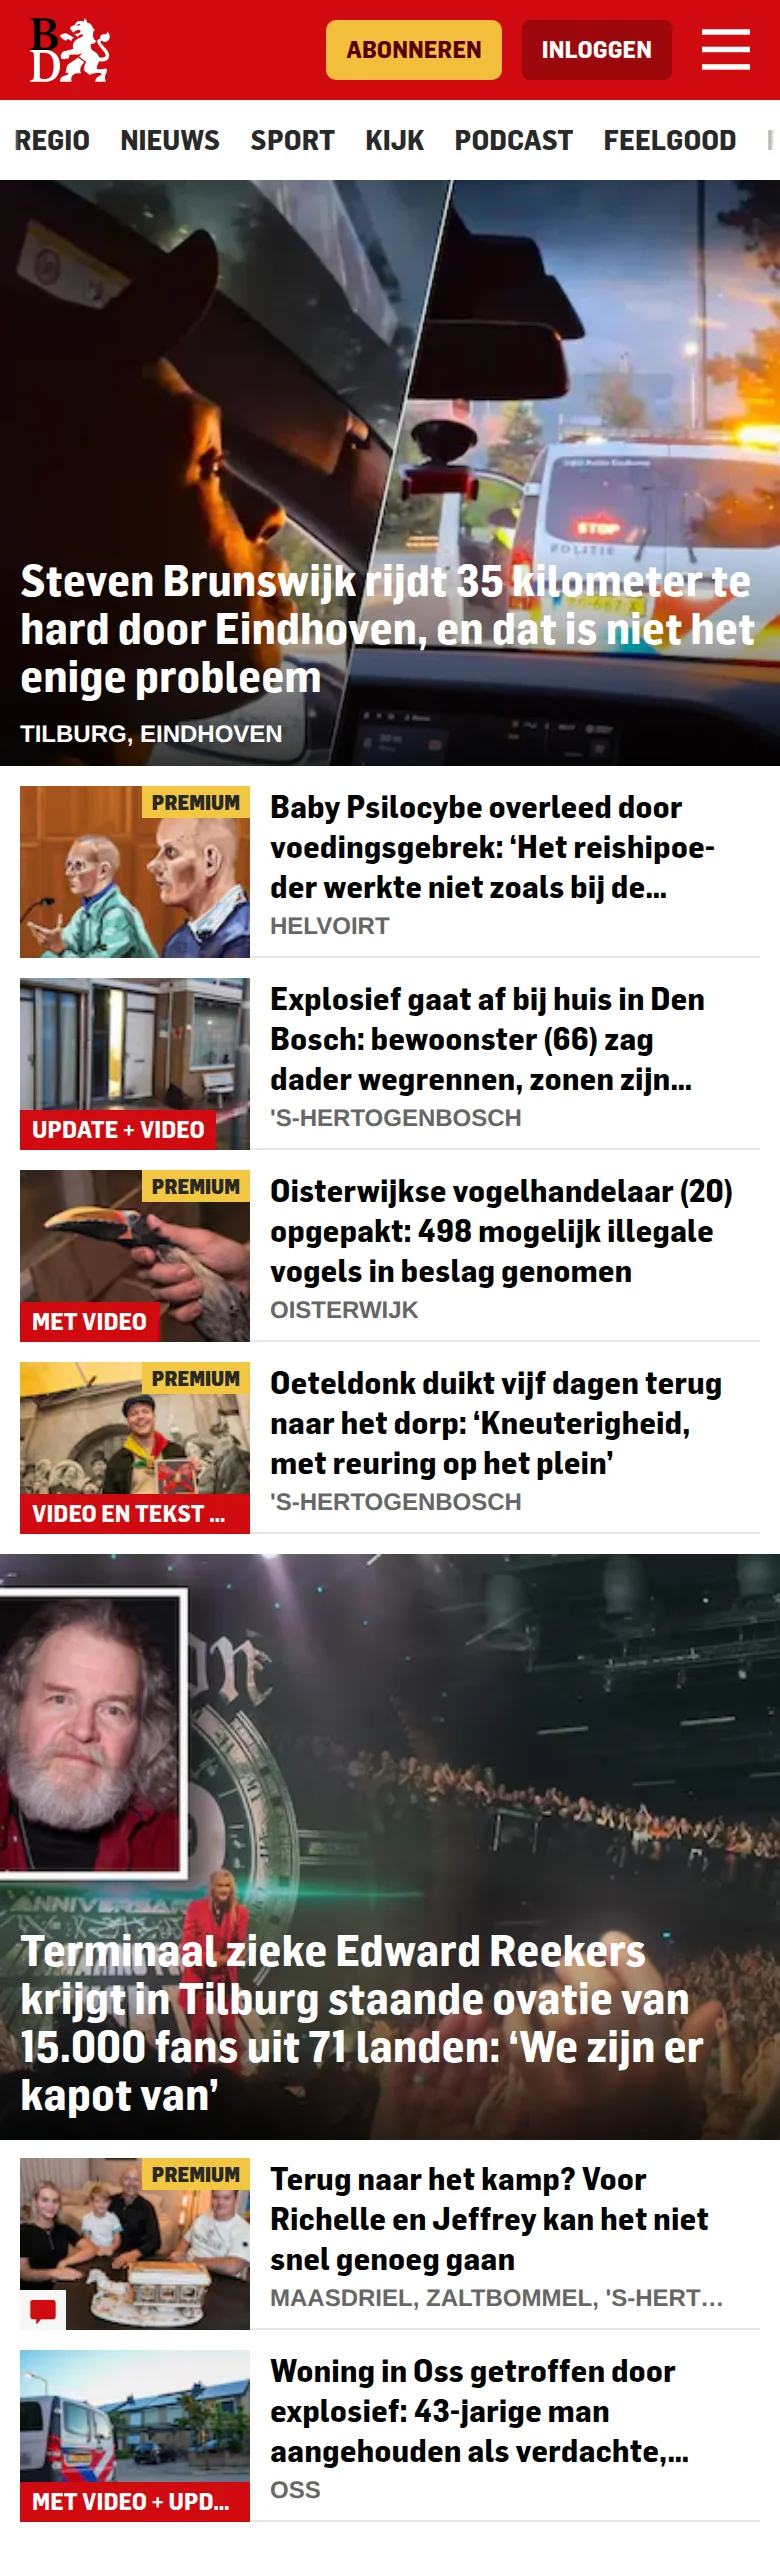 BD
ABONNEREN
INLOGGEN
REGIO NIEUWS SPORT KIJK PODCAST FEELGOOD
STOP
POLITIE
Steven Brunswijk rijdt 35 kilometer te
hard door Eindhoven, en dat is niet het
enige probleem
TILBURG, EINDHOVEN
PREMIUM
Baby Psilocybe overleed door
voedingsgebrek: ‘Het reishipoe-
der werkte niet zoals bij de...
HELVOIRT
UPDATE + VIDEO
Explosief gaat af bij huis in Den
Bosch: bewoonster (66) zag
dader wegrennen, zonen zijn...
'S-HERTOGENBOSCH
PREMIUM
MET VIDEO
Oisterwijkse vogelhandelaar (20)
opgepakt: 498 mogelijk illegale
vogels in beslag genomen
OISTERWIJK
PREMIUM
VIDEO EN TEKST ...
Oeteldonk duikt vijf dagen terug
naar het dorp: ‘Kneuterigheid,
met reuring op het plein’
'S-HERTOGENBOSCH
Terminaal zieke Edward Reekers
krijgt in Tilburg staande ovatie van
15.000 fans uit 71 landen: ‘We zijn er
kapot van’
PREMIUM
Terug naar het kamp? Voor
Richelle en Jeffrey kan het niet
snel genoeg gaan
MAASDRIEL, ZALTBOMMEL, 'S-HERT...
MET VIDEO + UPD...
Woning in Oss getroffen door
explosief: 43-jarige man
aangehouden als verdachte,...
OSS